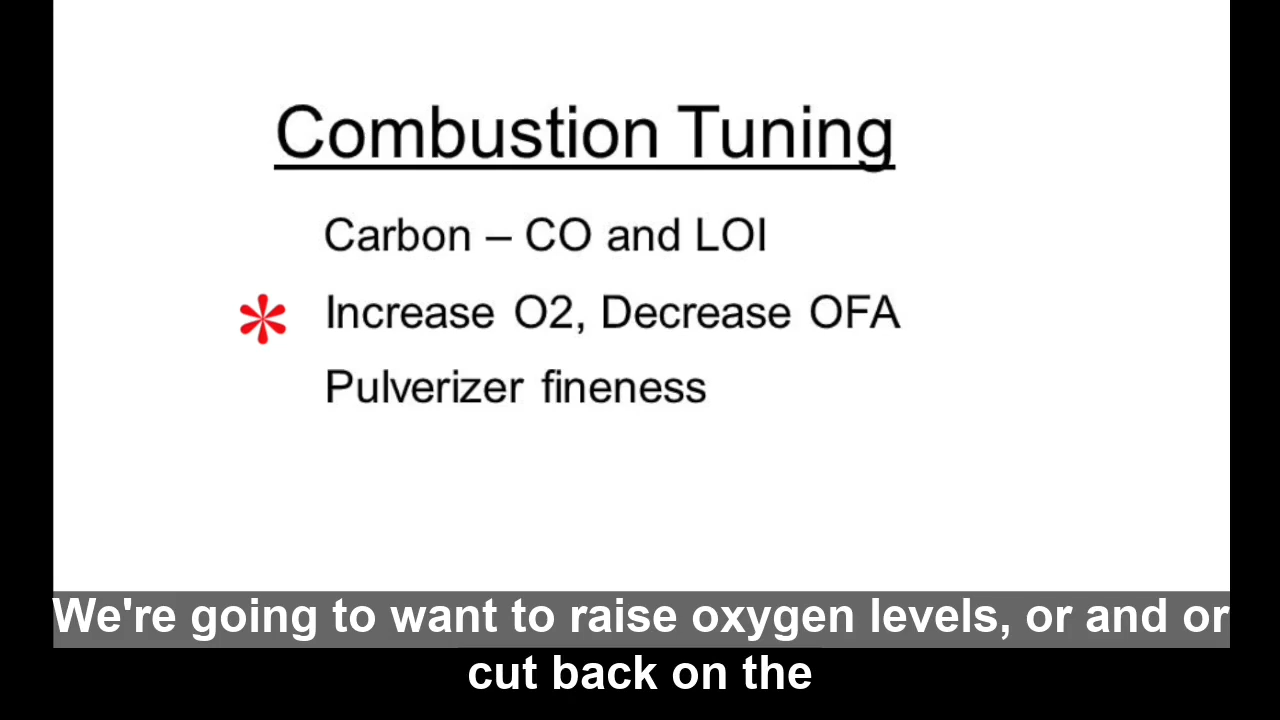 Combustion Tuning
Carbon – CO and LOI
* Increase O2, Decrease OFA
Pulverizer fineness
We're going to want to raise oxygen levels, or and or
cut back on the